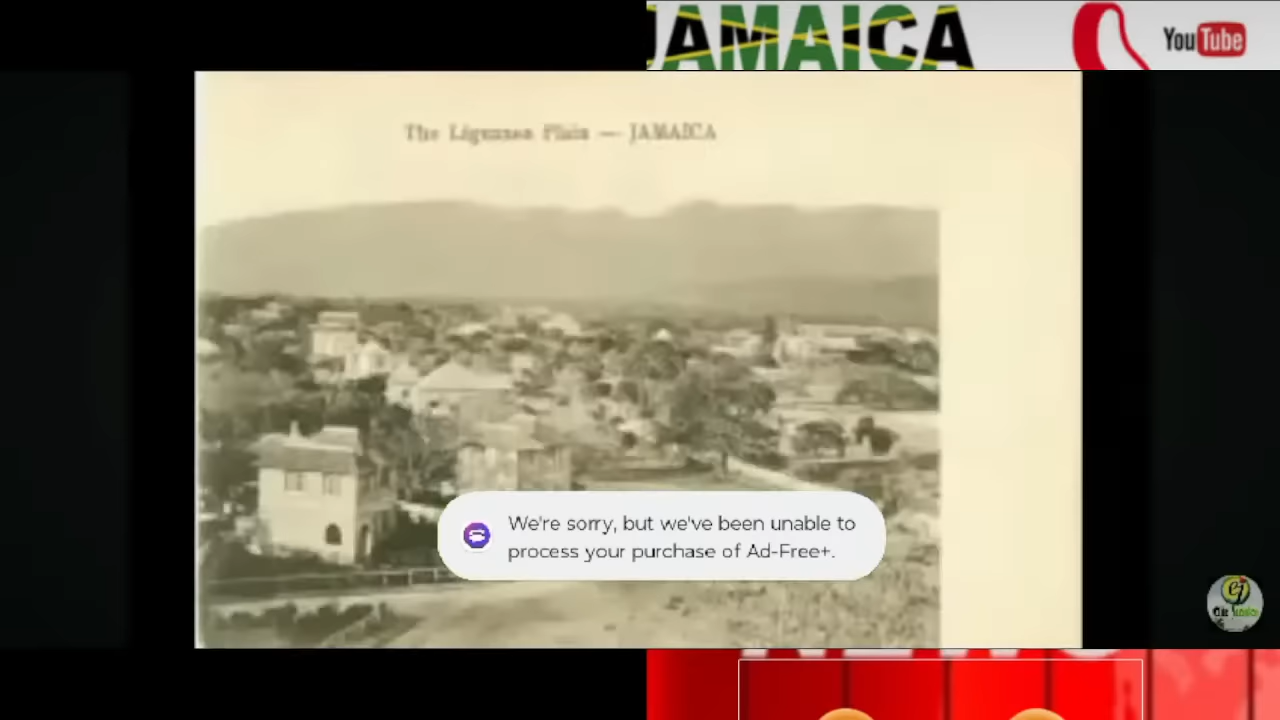 JAMAICA
YouTube
The Liguanea Plain — JAMAICA
We're sorry, but we've been unable to
process your purchase of Ad-Free+.
ej